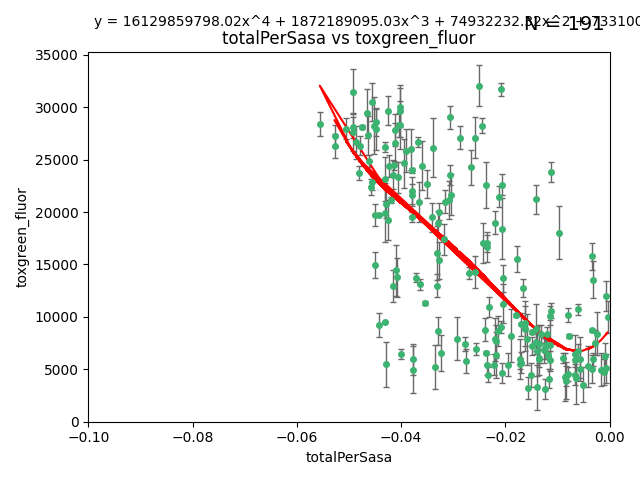 y = 16129859798.02x^4 + 1872189095.03x^3 + 74932232.
N = 191
totalPerSasa vs toxgreen_fluor
35000
30000
25000
20000
15000
10000
5000
0
toxgreen_fluor
−0.10
−0.08
−0.06
−0.04
−0.02
0.00
totalPerSasa